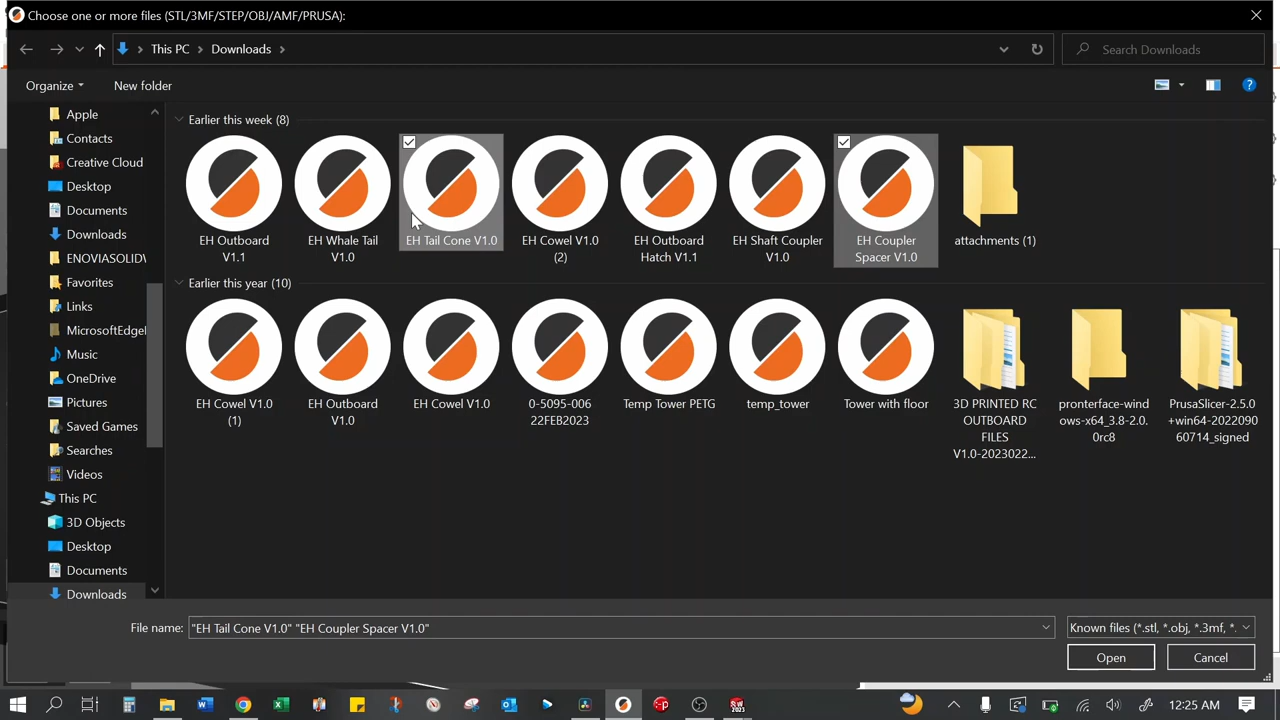 Choose one or more files (STL/3MF/STEP/OBJ/AMF/PRUSA):
This PC
Downloads
Search Downloads
Organize
New folder
Apple
Contacts
Creative Cloud
Desktop
Documents
Downloads
ENOVIASOLIDV
Favorites
Links
MicrosoftEdgel
Music
OneDrive
Pictures
Saved Games
Searches
Videos
This PC
3D Objects
Desktop
Documents
Downloads
Earlier this week (8)
EH Outboard
V1.1
EH Whale Tail
V1.0
EH Tail Cone V1.0
EH Cowel V1.0
(2)
EH Outboard
Hatch V1.1
EH Shaft Coupler
V1.0
EH Coupler
Spacer V1.0
attachments (1)
Earlier this year (10)
EH Cowel V1.0
(1)
EH Outboard
V1.0
EH Cowel V1.0
0-5095-006
22FEB2023
Temp Tower PETG
temp_tower
Tower with floor
3D PRINTED RC
OUTBOARD
FILES
V1.0-2023022...
pronterface-wind
ows-x64_3.8-2.0.
0rc8
PrusaSlicer-2.5.0
+win64-2022090
60714_signed
File name:
"EH Tail Cone V1.0" "EH Coupler Spacer V1.0"
Known files (*.stl, *.obj, *.3mf, *.
Open
Cancel
12:25 AM